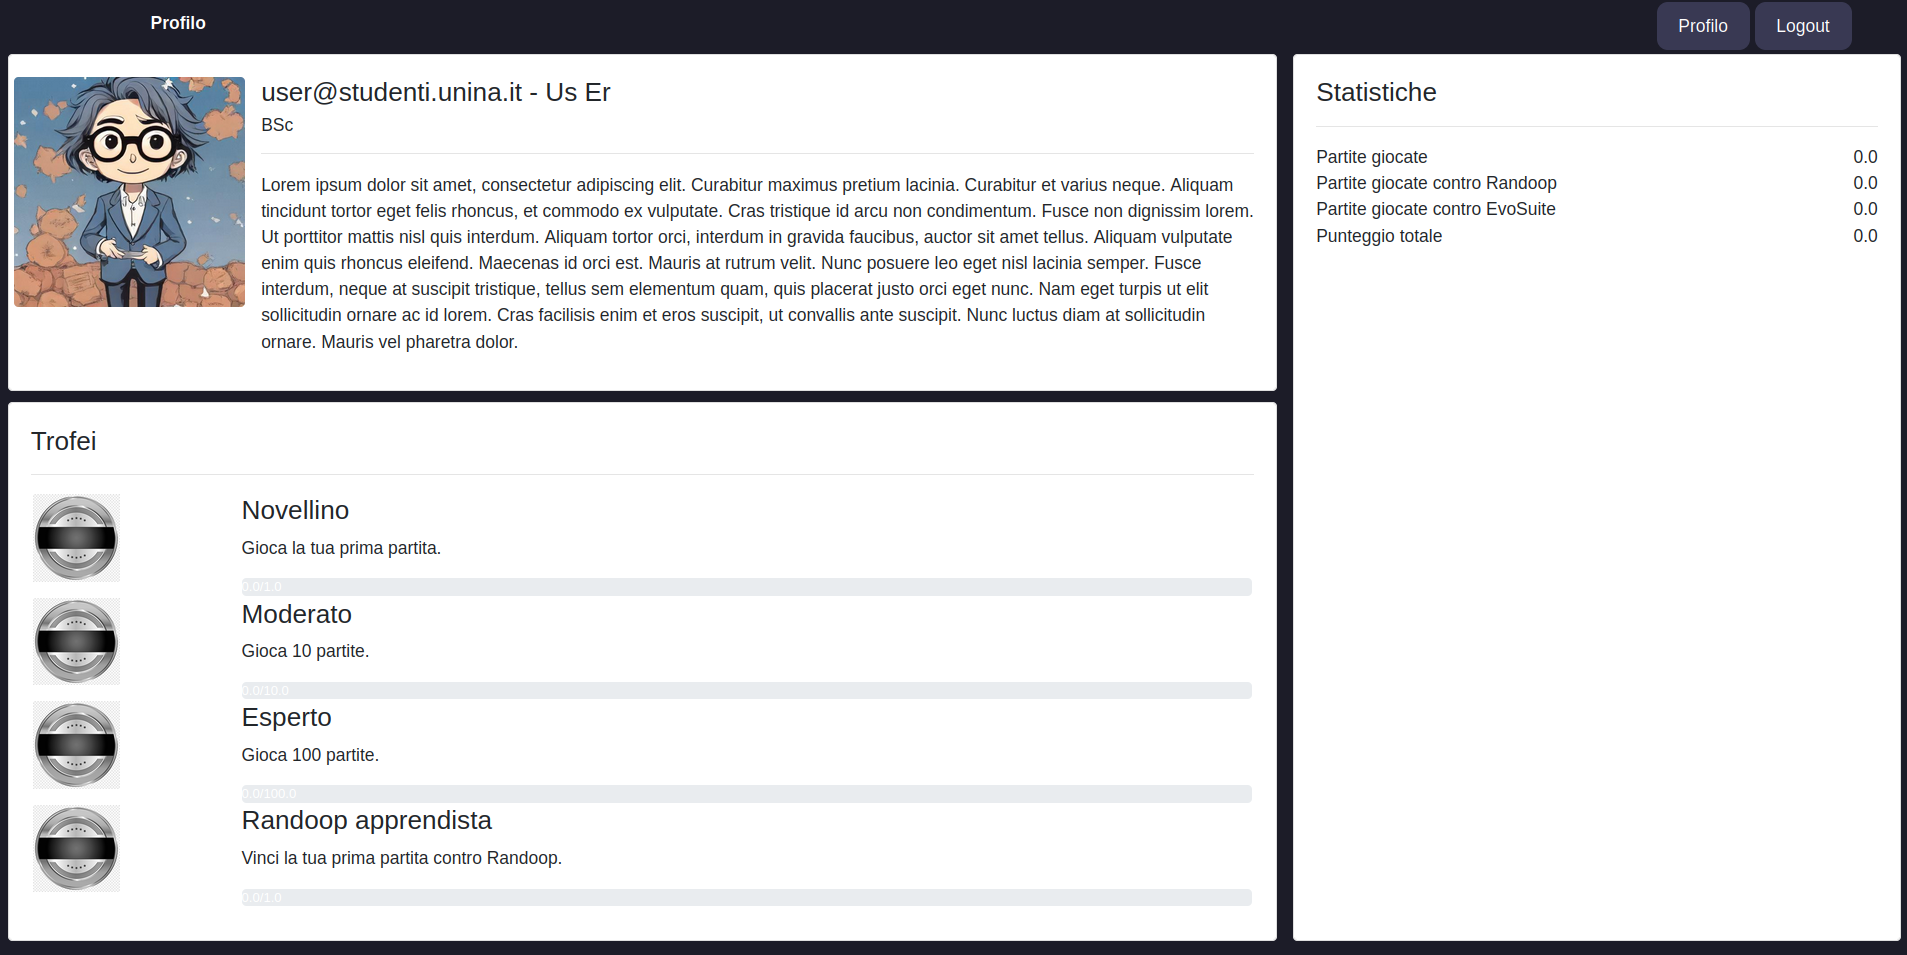 Profilo
Profilo
Logout
user@studenti.unina.it - Us Er
BSc
Lorem ipsum dolor sit amet, consectetur adipiscing elit. Curabitur maximus pretium lacinia. Curabitur et varius neque. Aliquam
tincidunt tortor eget felis rhoncus, et commodo ex vulputate. Cras tristique id arcu non condimentum. Fusce non dignissim lorem.
Ut porttitor mattis nisl quis interdum. Aliquam tortor orci, interdum in gravida faucibus, auctor sit amet tellus. Aliquam vulputate
enim quis rhoncus eleifend. Maecenas id orci est. Mauris at rutrum velit. Nunc posuere leo eget nisl lacinia semper. Fusce
interdum, neque at suscipit tristique, tellus sem elementum quam, quis placerat justo orci eget nunc. Nam eget turpis ut elit
sollicitudin ornare ac id lorem. Cras facilisis enim et eros suscipit, ut convallis ante suscipit. Nunc luctus diam at sollicitudin
ornare. Mauris vel pharetra dolor.
Trofei
Novellino
Gioca la tua prima partita.
0.0/1.0
Moderato
Gioca 10 partite.
0.0/10.0
Esperto
Gioca 100 partite.
0.0/100.0
Randoop apprendista
Vinci la tua prima partita contro Randoop.
0.0/1.0
Statistiche
Partite giocate 0.0
Partite giocate contro Randoop 0.0
Partite giocate contro EvoSuite 0.0
Punteggio totale 0.0